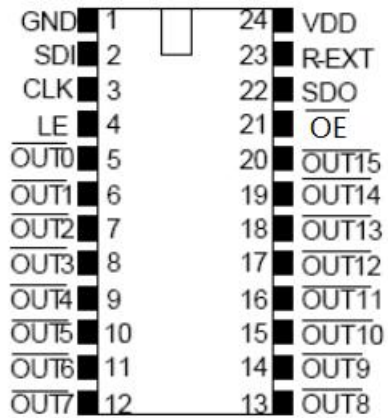 GND 1 24 VDD
SDI 2 23 R-EXT
CLK 3 22 SDO
LE 4 21 OE
OUT0 5 20 OUT15
OUT1 6 19 OUT14
OUT2 7 18 OUT13
OUT3 8 17 OUT12
OUT4 9 16 OUT11
OUT5 10 15 OUT10
OUT6 11 14 OUT9
OUT7 12 13 OUT8